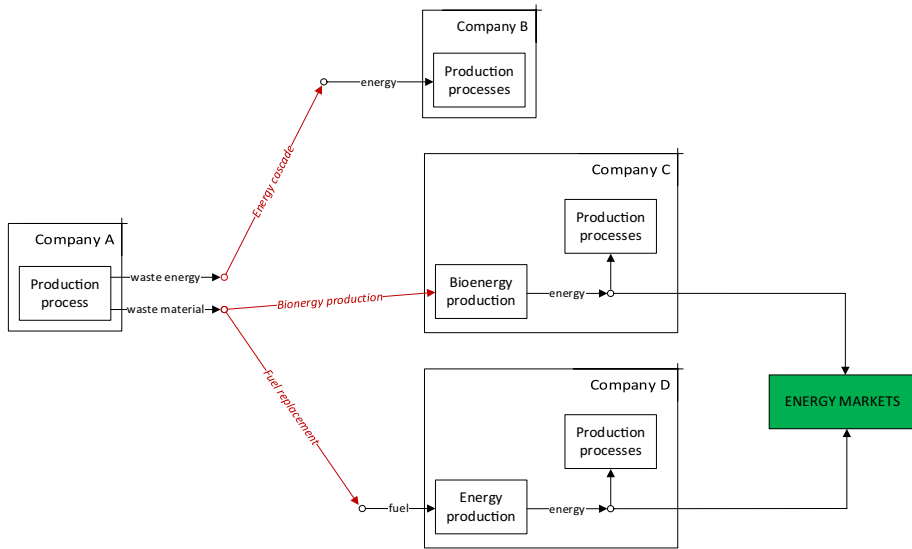 Company B
Production
processes
energy
Energy cascade
Company C
Production
processes
Company A
Production
process
waste energy
waste material
Bionergy production
Bioenergy
production
energy
Fuel replacement
Company D
Production
processes
ENERGY MARKETS
fuel
Energy
production
energy